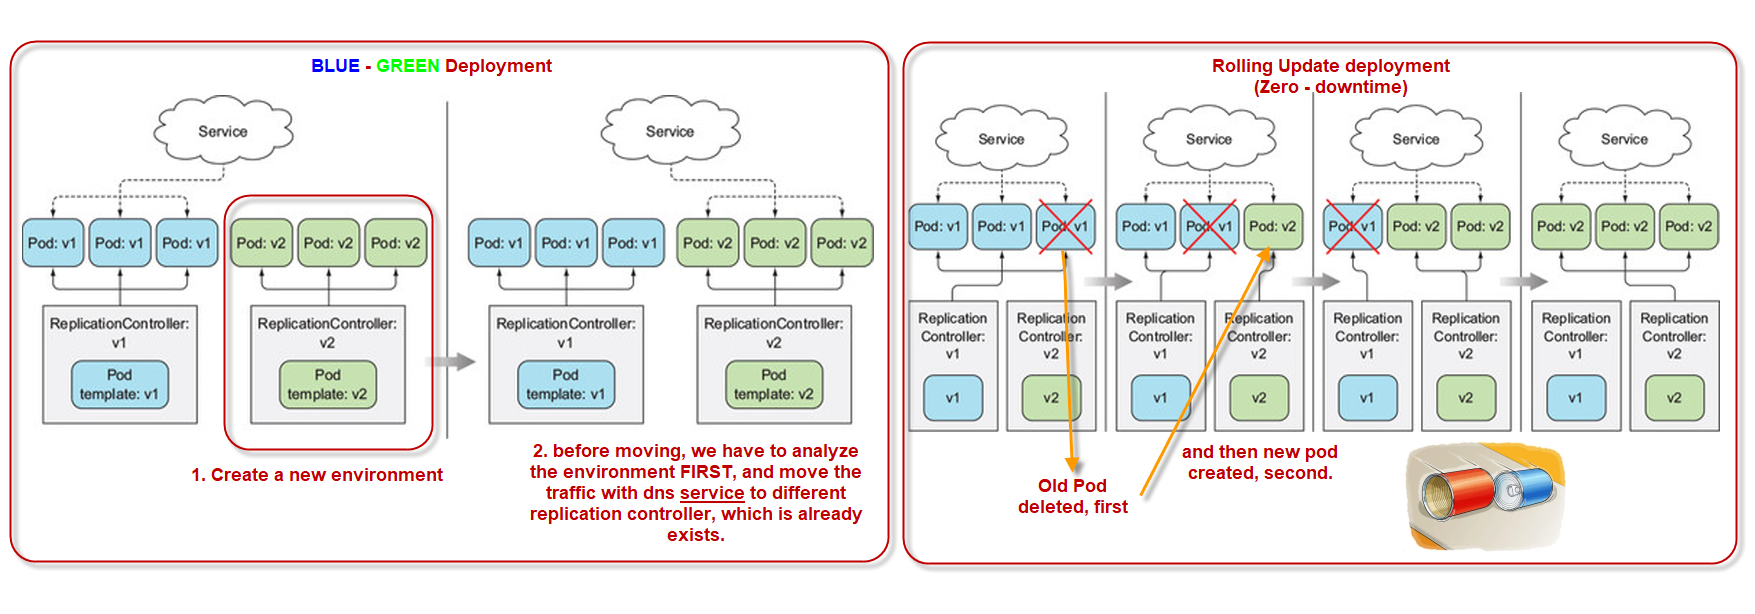 BLUE - GREEN Deployment
Service
Service
Pod: v1 Pod: v1 Pod: v1 Pod: v2 Pod: v2 Pod: v2
Pod: v1 Pod: v1 Pod: v1 Pod: v2 Pod: v2 Pod: v2
ReplicationController:
v1
Pod
template: v1
ReplicationController:
v2
Pod
template: v2
ReplicationController:
v1
Pod
template: v1
ReplicationController:
v2
Pod
template: v2
1. Create a new environment
2. before moving, we have to analyze
the environment FIRST, and move the
traffic with dns service to different
replication controller, which is already
exists.
Rolling Update deployment
(Zero - downtime)
Service
Service
Service
Service
Pod: v1 Pod: v1 Pod: v1
Pod: v1 Pod: v1 Pod: v2
Pod: v1 Pod: v2 Pod: v2
Pod: v2 Pod: v2 Pod: v2
Replication
Controller:
v1
v1
Replication
Controller:
v2
v2
Replication
Controller:
v1
v1
Replication
Controller:
v2
v2
Replication
Controller:
v1
v1
Replication
Controller:
v2
v2
Replication
Controller:
v1
v1
Replication
Controller:
v2
v2
Old Pod
deleted, first
and then new pod
created, second.